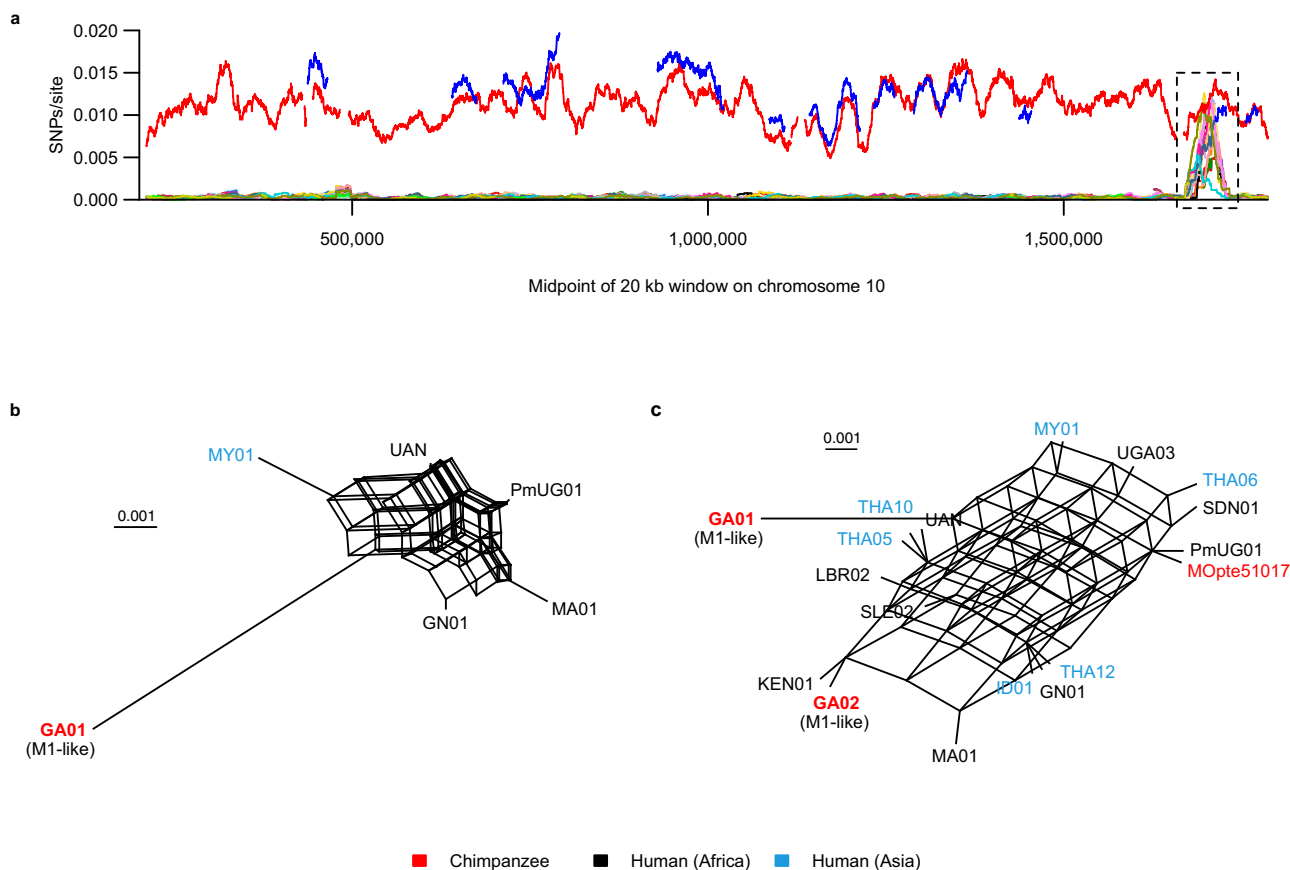 a
0.020
0.015
0.010
0.005
0.000
SNPs/site
500,000
1,000,000
1,500,000
Midpoint of 20 kb window on chromosome 10
b
MY01
UAN
PmUG01
0.001
GN01
MA01
GA01
(M1-like)
c
0.001
MY01
UGA03
THA06
SDN01
THA10
UAN
GA01
(M1-like)
THA05
PmUG01
MOpte51017
LBR02
SLE02
KEN01
GA02
(M1-like)
ID01
GN01
THA12
MA01
Chimpanzee
Human (Africa)
Human (Asia)